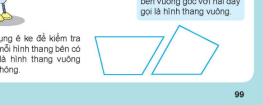 bên vuông góc với hai đáy
gọi là hình thang vuông.
ụng ê ke để kiểm tra
nỗi hình thang bên có
là hình thang vuông
hông.
99